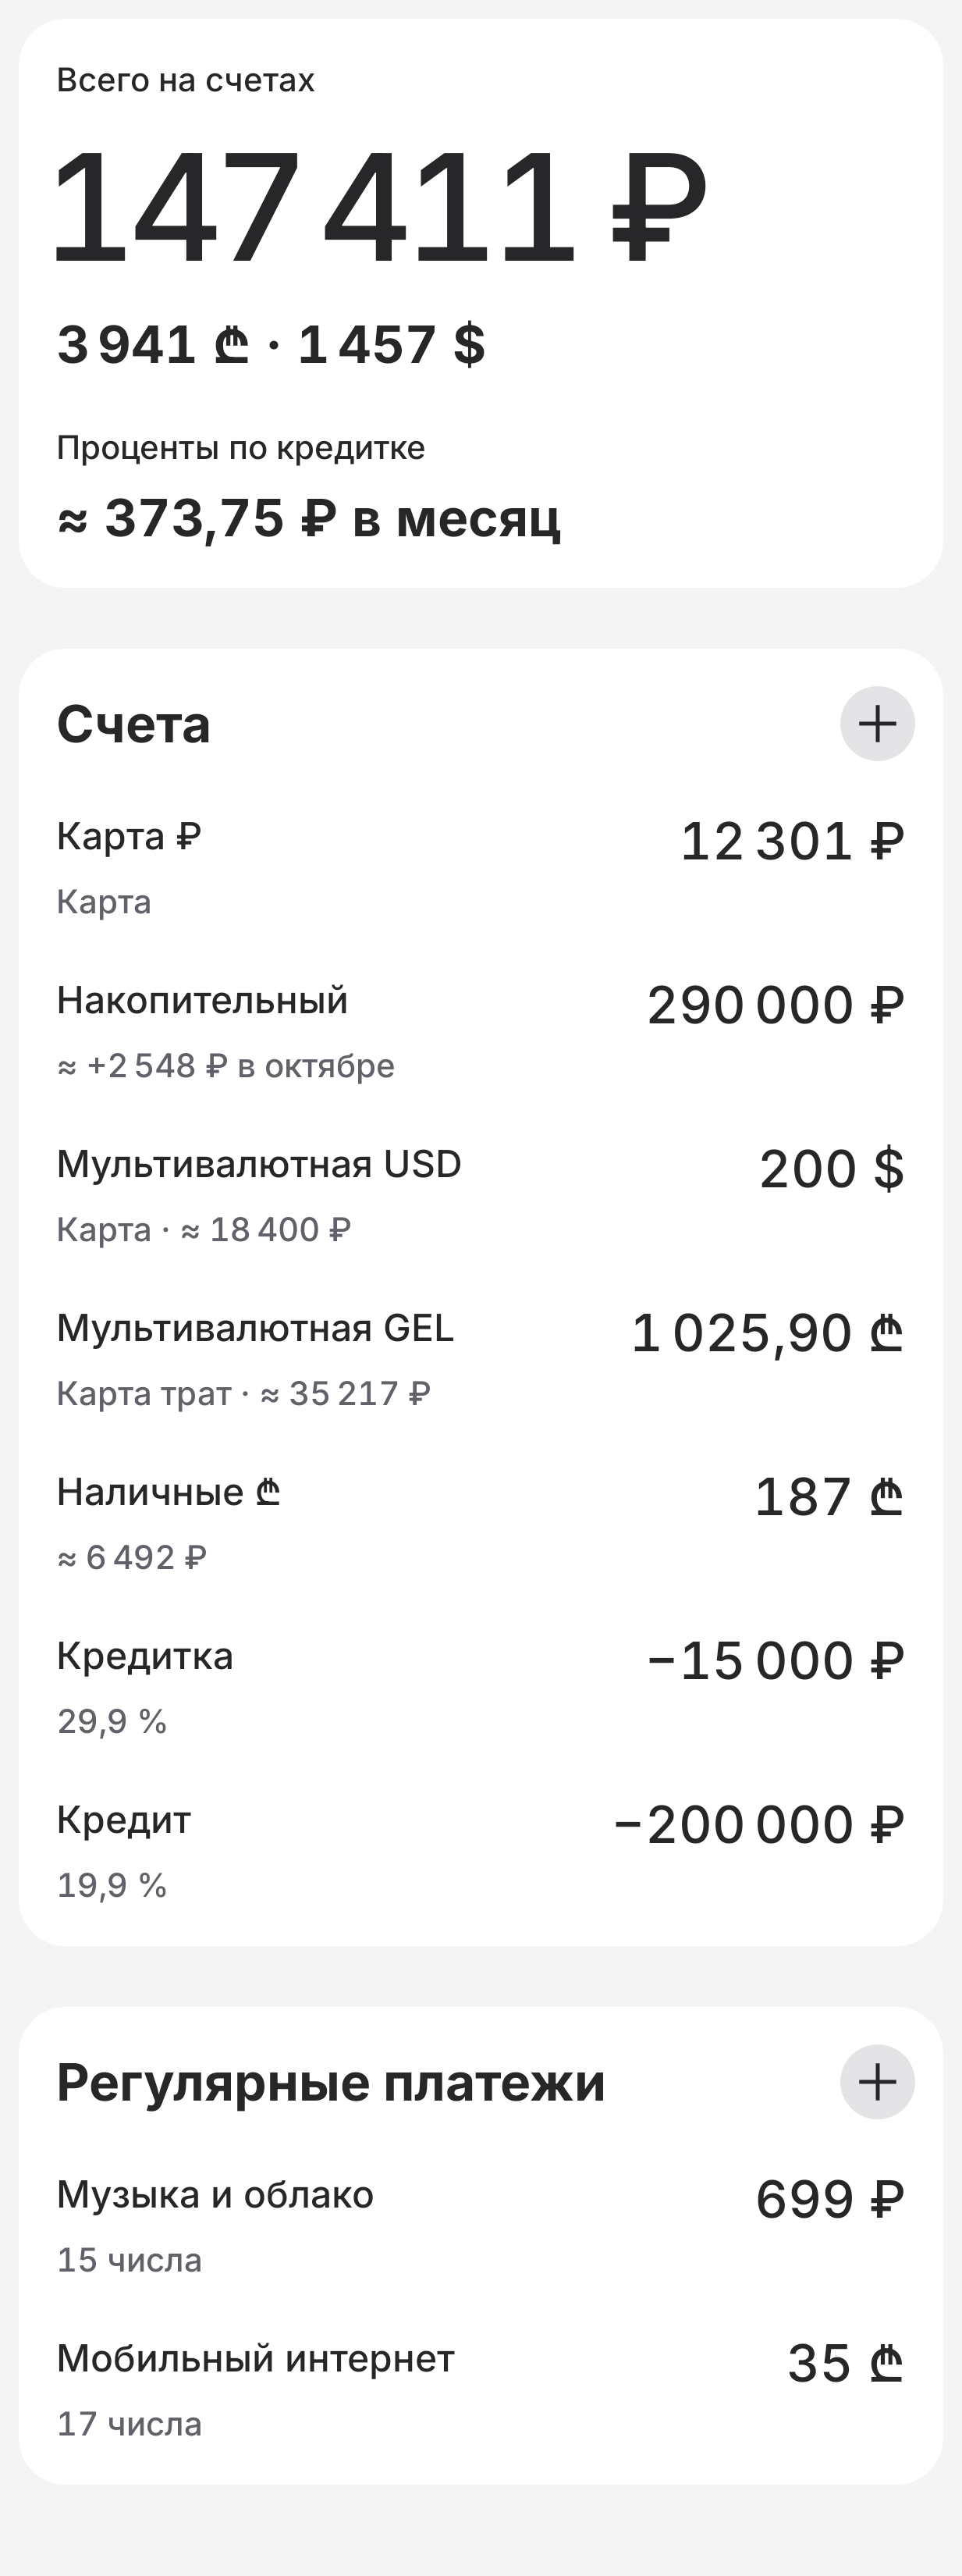 Всего на счетах
147 411 ₽
3 941 ₾ · 1 457 $
Проценты по кредитке
≈ 373,75 ₽ в месяц
Счета
Карта ₽
12 301 ₽
Карта
Накопительный
290 000 ₽
≈ +2 548 ₽ в октябре
Мультивалютная USD
200 $
Карта · ≈ 18 400 ₽
Мультивалютная GEL
1 025,90 ₾
Карта трат · ≈ 35 217 ₽
Наличные ₾
187 ₾
≈ 6 492 ₽
Кредитка
−15 000 ₽
29,9 %
Кредит
−200 000 ₽
19,9 %
Регулярные платежи
Музыка и облако
699 ₽
15 числа
Мобильный интернет
35 ₾
17 числа